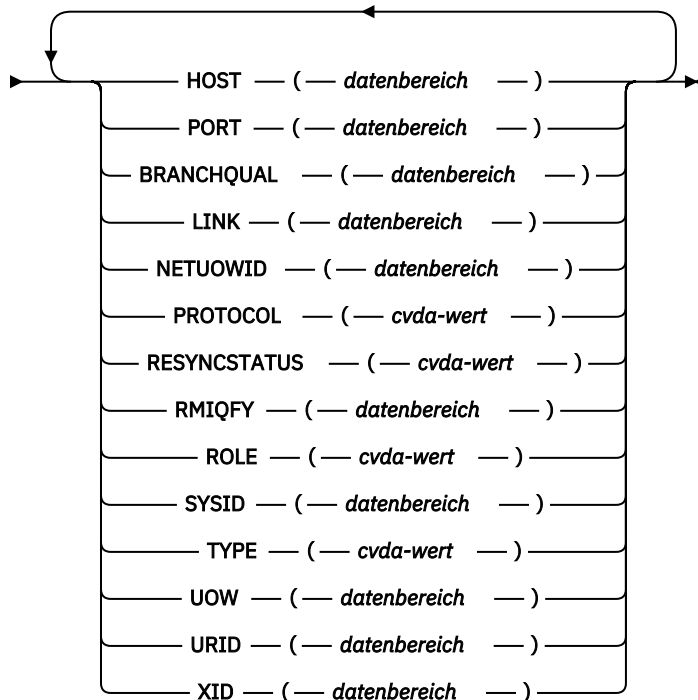 HOST ( datenbereich )
PORT ( datenbereich )
BRANCHQUAL ( datenbereich )
LINK ( datenbereich )
NETUOWID ( datenbereich )
PROTOCOL ( cvda-wert )
RESYNCSTATUS ( cvda-wert )
RMIQFY ( datenbereich )
ROLE ( cvda-wert )
SYSID ( datenbereich )
TYPE ( cvda-wert )
UOW ( datenbereich )
URID ( datenbereich )
XID ( datenbereich )